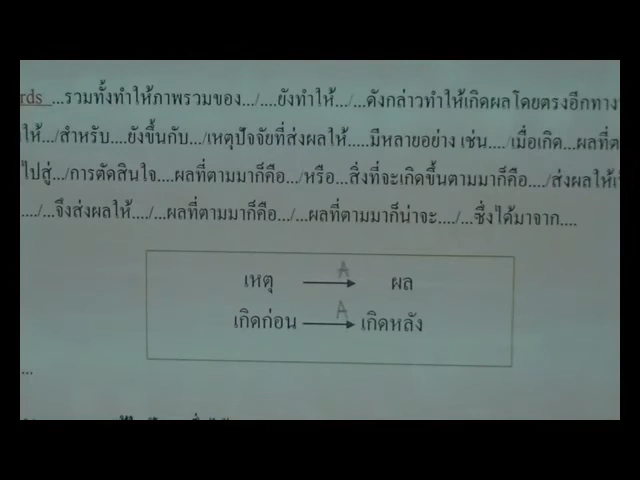 rds ...รวมทั้งทำให้ภาพรวมของ.../....ยังทำให้.../...ดังกล่าวทำให้เกิดผลโดยตรงอีกทาง
ให้.../สำหรับ....ยังขึ้นกับ.../เหตุปัจจัยที่ส่งผลให้.....มีหลายอย่าง เช่น..../เมื่อเกิด...ผลที่ต
ไปสู่.../การตัดสินใจ....ผลที่ตามมาก็คือ.../หรือ...สิ่งที่จะเกิดขึ้นตามมาก็คือ..../ส่งผลให้
..../...จึงส่งผลให้..../...ผลที่ตามมาก็คือ.../...ผลที่ตามมาก็น่าจะ..../...ซึ่งได้มาจาก....
เหตุ A ผล
เกิดก่อน A เกิดหลัง
...